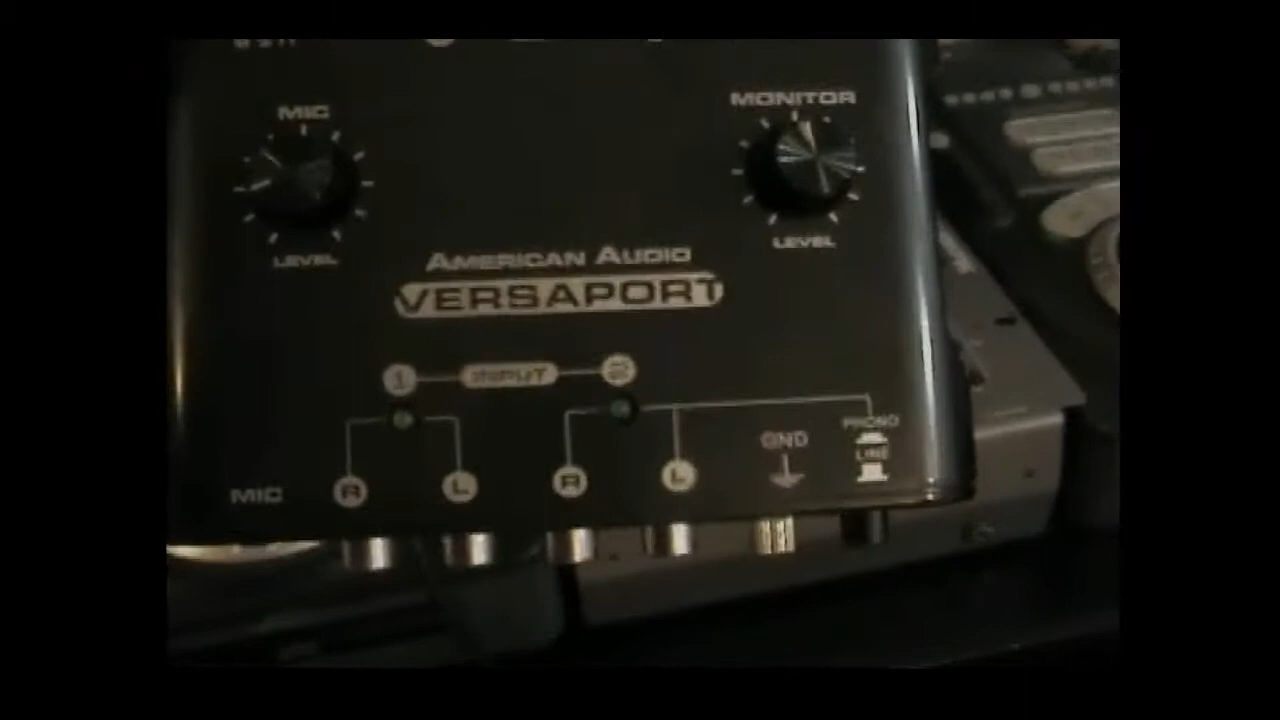 MIC
MONITOR
LEVEL
LEVEL
AMERICAN AUDIO
VERSAPORT
1 INPUT 2
PHONO
GND
LINE
MIC R L R L